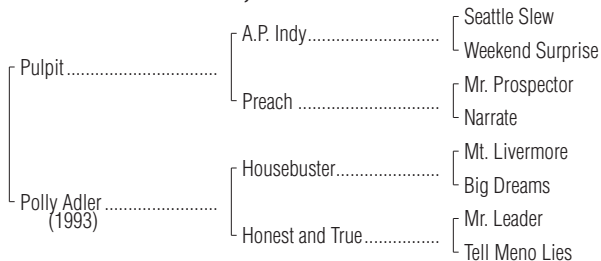 Seattle Slew
A.P. Indy..............................
Weekend Surprise
Pulpit ................................
Mr. Prospector
Preach ..............................
Narrate
Mt. Livermore
Housebuster......................
Big Dreams
Polly Adler ........................
(1993)
Mr. Leader
Honest and True................
Tell Meno Lies